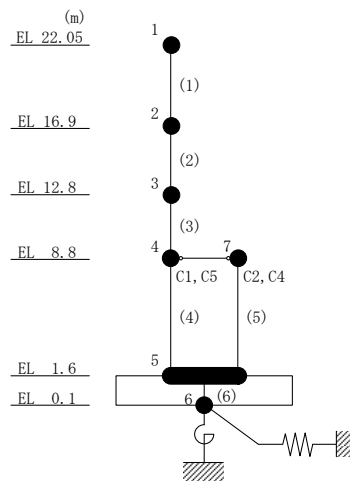 (m)
1
EL 22.05
(1)
2
EL 16.9
(2)
3
EL 12.8
(3)
4
7
EL 8.8
C1, C5
C2, C4
(4)
(5)
5
EL 1.6
6
(6)
EL 0.1